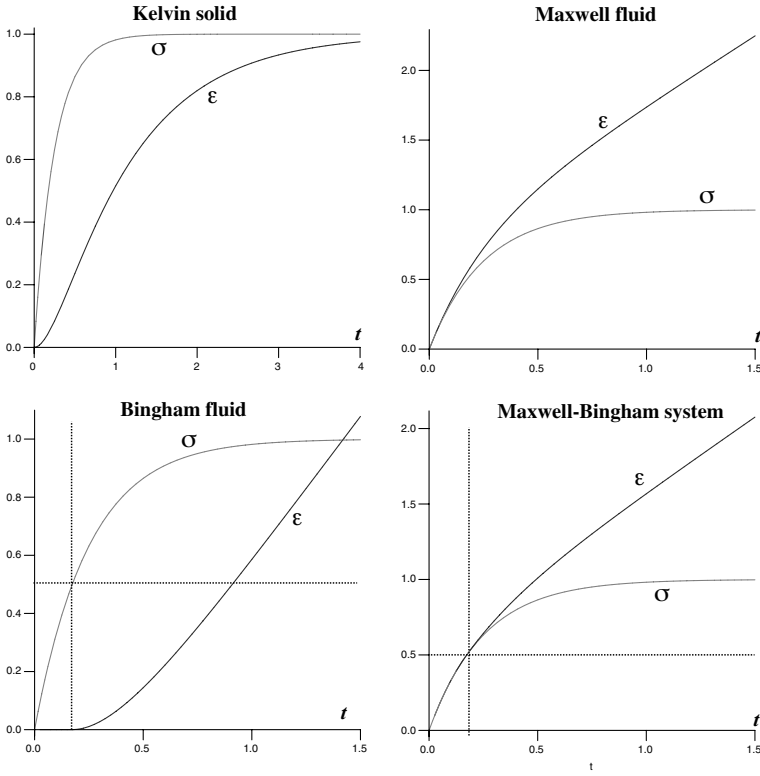 Kelvin solid
1.0
0.8
0.6
0.4
0.2
0.0
σ
ε
t
0 1 2 3 4
Maxwell fluid
2.0
1.5
1.0
0.5
0.0
ε
σ
t
0.0 0.5 1.0 1.5
Bingham fluid
1.0
0.8
0.6
0.4
0.2
0.0
σ
ε
t
0.0 0.5 1.0 1.5
Maxwell-Bingham system
2.0
1.5
1.0
0.5
0.0
ε
σ
t
0.0 0.5 1.0 1.5
t